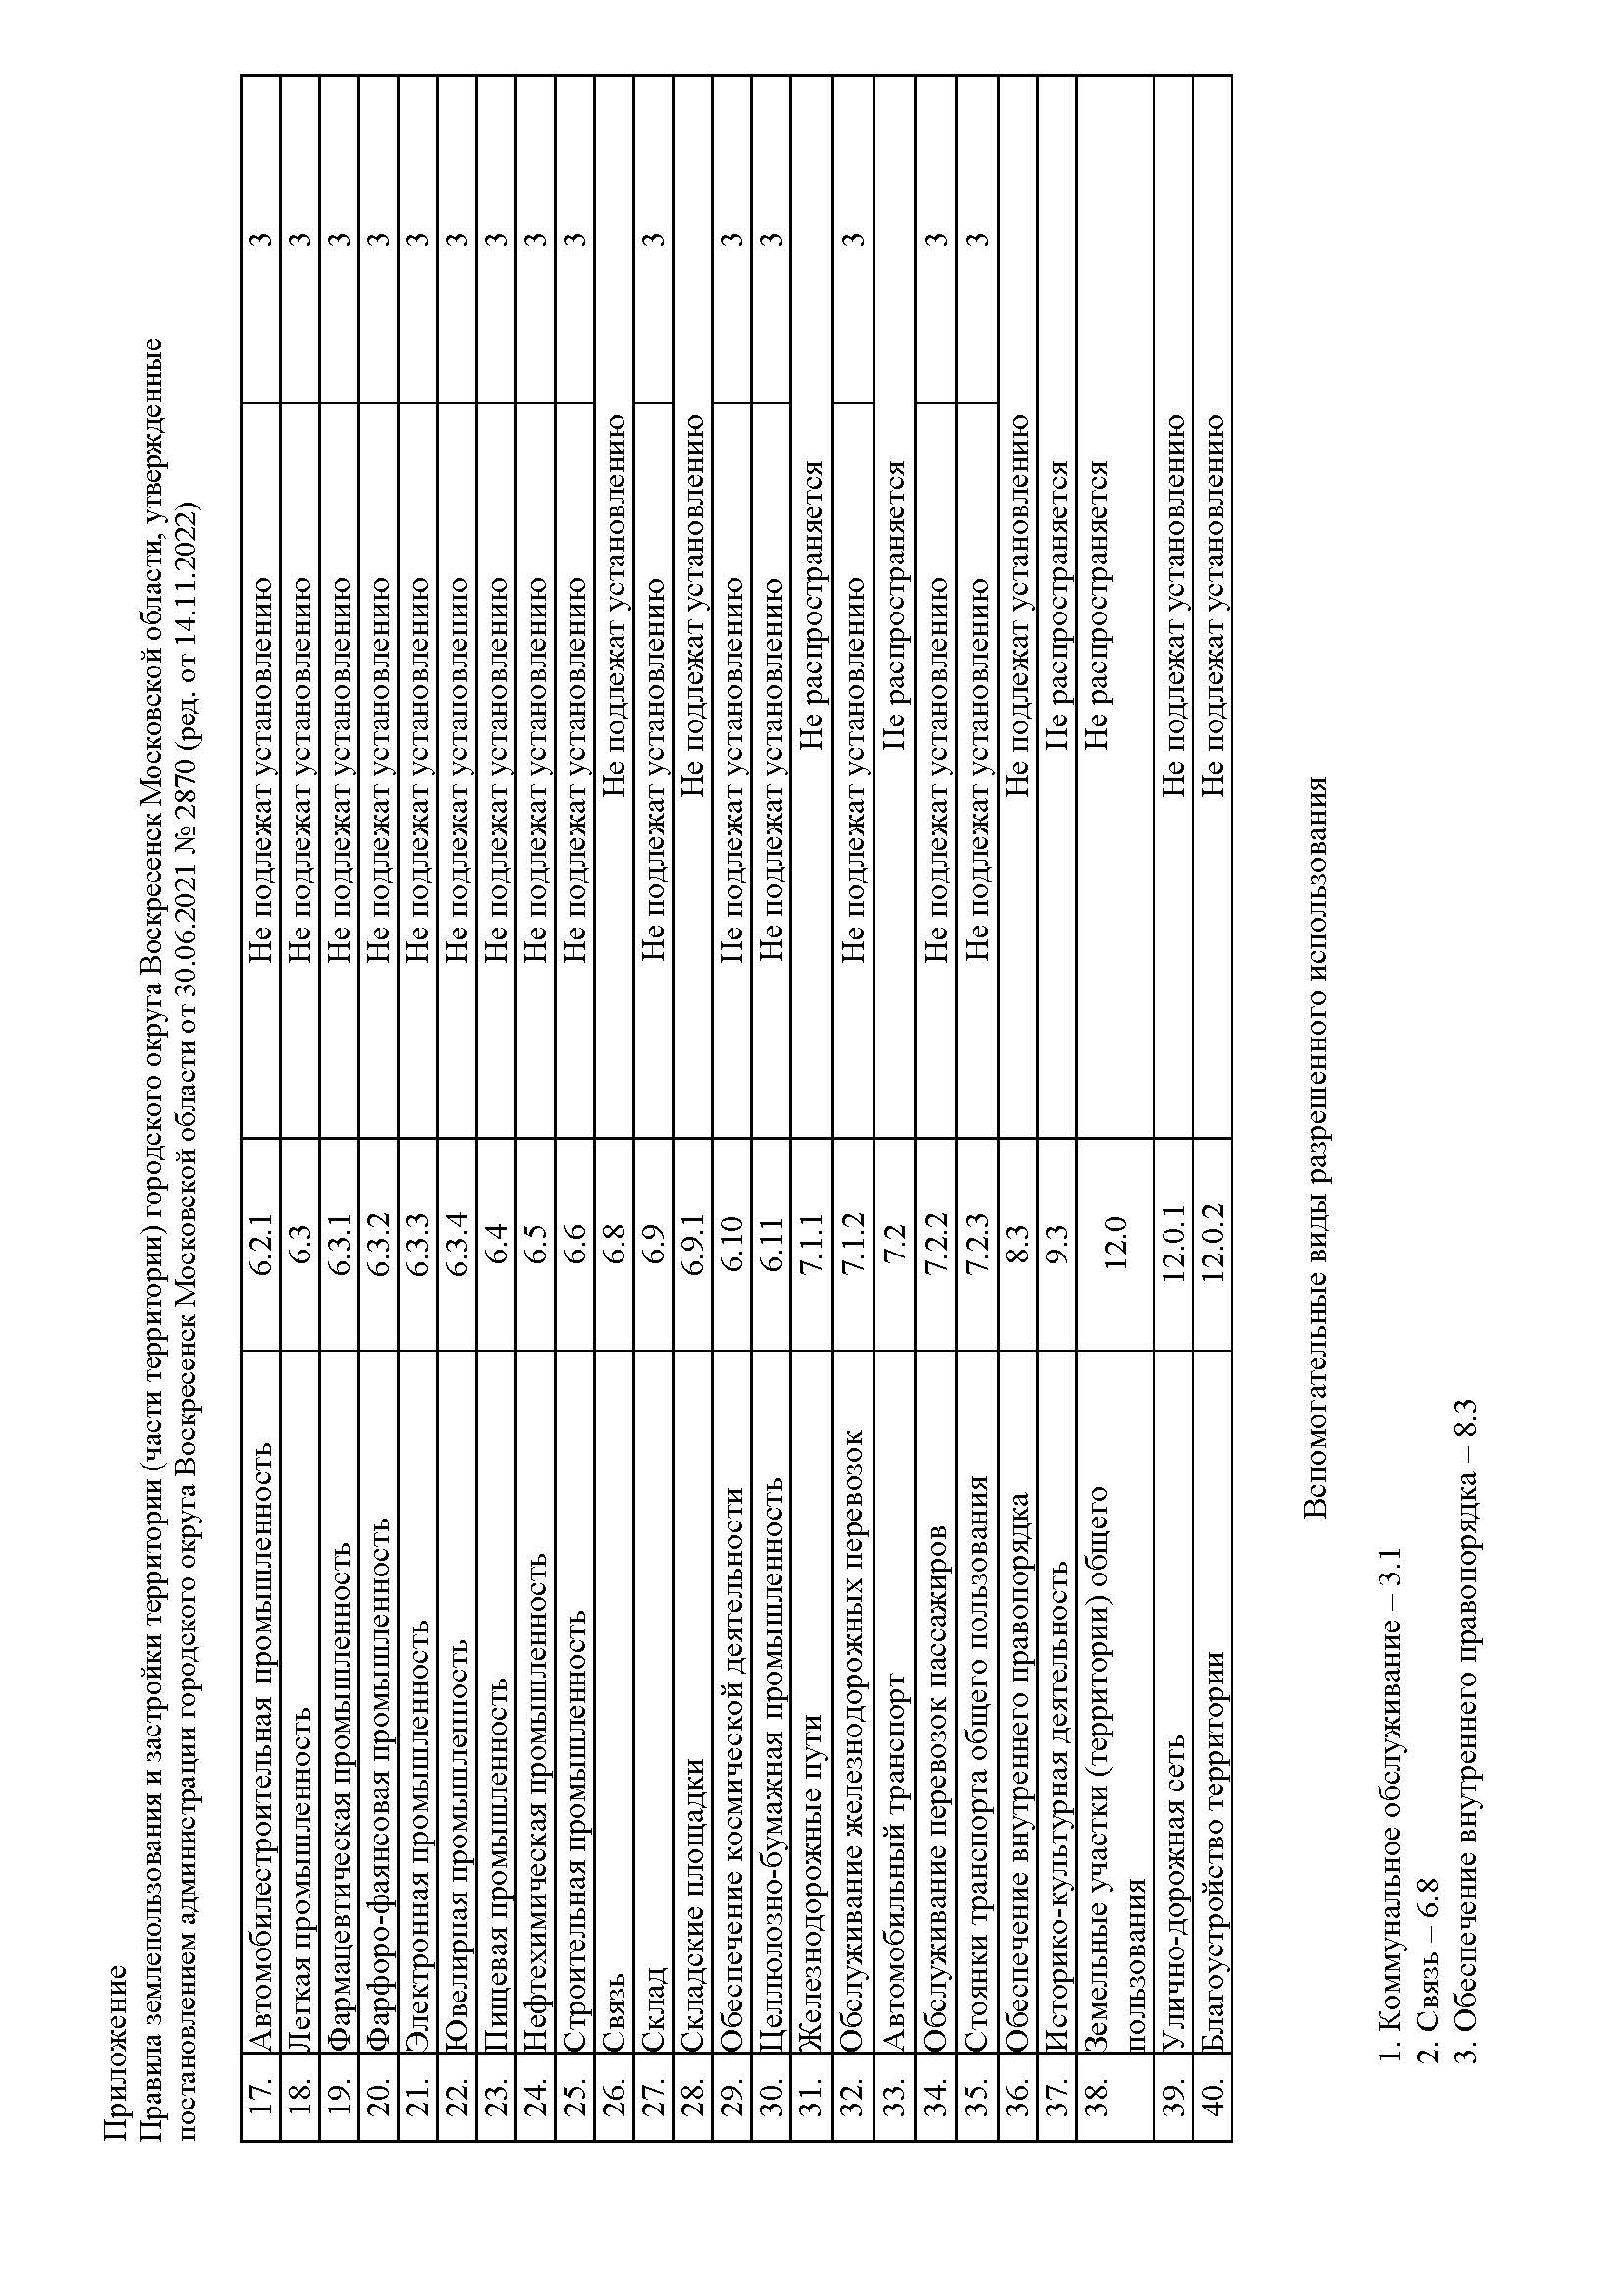 Приложение
Правила землепользования и застройки территории (части территории) городского округа Воскресенск Московской области, утвержденные
постановлением администрации городского округа Воскресенск Московской области от 30.06.2021 № 2870 (ред. от 14.11.2022)
17. Автомобилестроительная промышленность 6.2.1 Не подлежат установлению 3
18. Легкая промышленность 6.3 Не подлежат установлению 3
19. Фармацевтическая промышленность 6.3.1 Не подлежат установлению 3
20. Фарфоро-фаянсовая промышленность 6.3.2 Не подлежат установлению 3
21. Электронная промышленность 6.3.3 Не подлежат установлению 3
22. Ювелирная промышленность 6.3.4 Не подлежат установлению 3
23. Пищевая промышленность 6.4 Не подлежат установлению 3
24. Нефтехимическая промышленность 6.5 Не подлежат установлению 3
25. Строительная промышленность 6.6 Не подлежат установлению 3
26. Связь 6.8 Не подлежат установлению
27. Склад 6.9 Не подлежат установлению 3
28. Складские площадки 6.9.1 Не подлежат установлению
29. Обеспечение космической деятельности 6.10 Не подлежат установлению 3
30. Целлюлозно-бумажная промышленность 6.11 Не подлежат установлению 3
31. Железнодорожные пути 7.1.1 Не распространяется
32. Обслуживание железнодорожных перевозок 7.1.2 Не подлежат установлению 3
33. Автомобильный транспорт 7.2 Не распространяется
34. Обслуживание перевозок пассажиров 7.2.2 Не подлежат установлению 3
35. Стоянки транспорта общего пользования 7.2.3 Не подлежат установлению 3
36. Обеспечение внутреннего правопорядка 8.3 Не подлежат установлению
37. Историко-культурная деятельность 9.3 Не распространяется
38. Земельные участки (территории) общего 12.0 Не распространяется
пользования
39. Улично-дорожная сеть 12.0.1 Не подлежат установлению
40. Благоустройство территории 12.0.2 Не подлежат установлению
Вспомогательные виды разрешенного использования
1. Коммунальное обслуживание – 3.1
2. Связь – 6.8
3. Обеспечение внутреннего правопорядка – 8.3